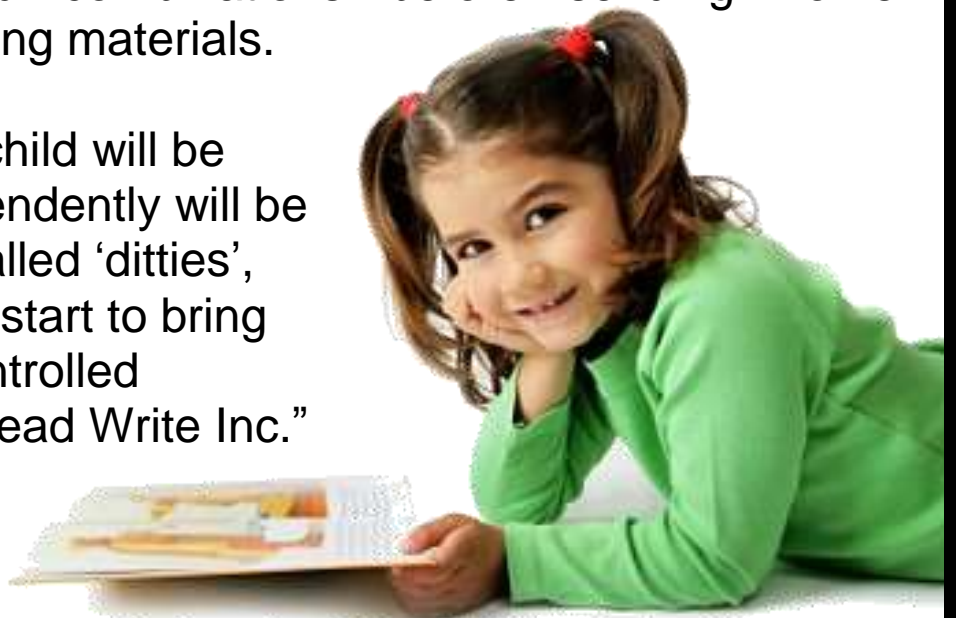 ng materials.
child will be
endently will be
alled ‘ditties’,
start to bring
ntrolled
ead Write Inc.”